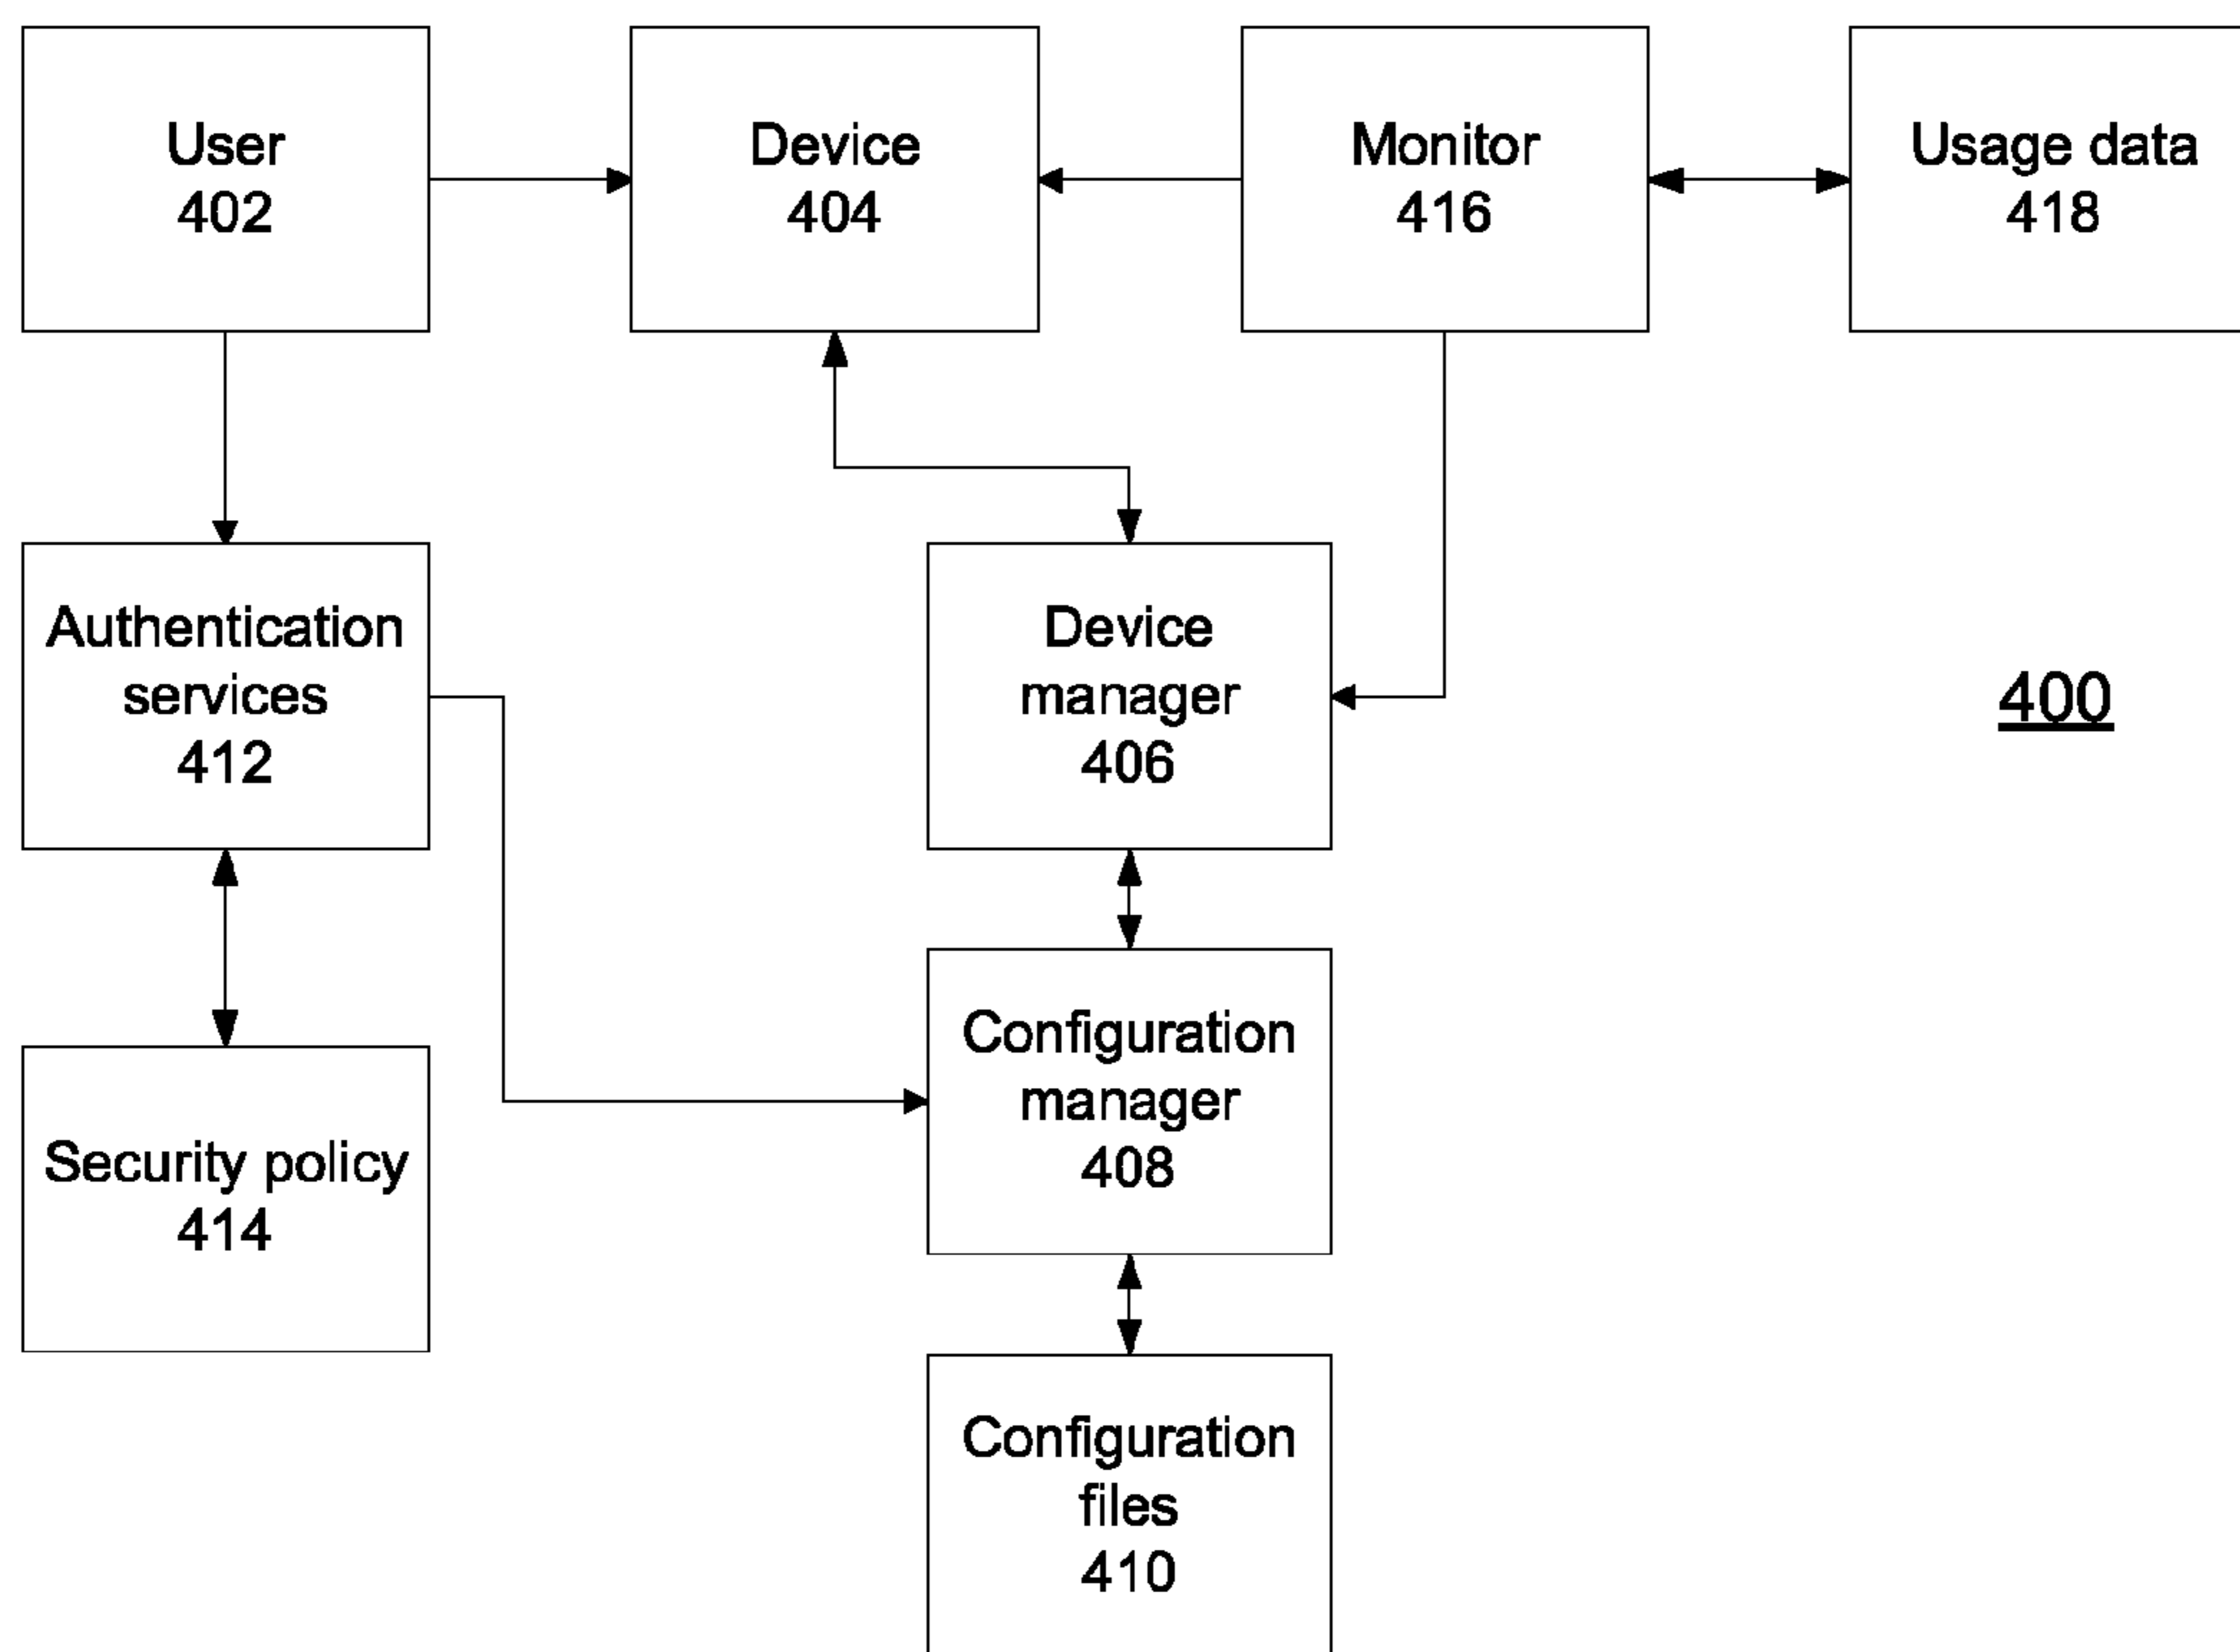 User
402
Device
404
Monitor
416
Usage data
418
Authentication
services
412
Device
manager
406
400
Configuration
manager
408
Security policy
414
Configuration
files
410